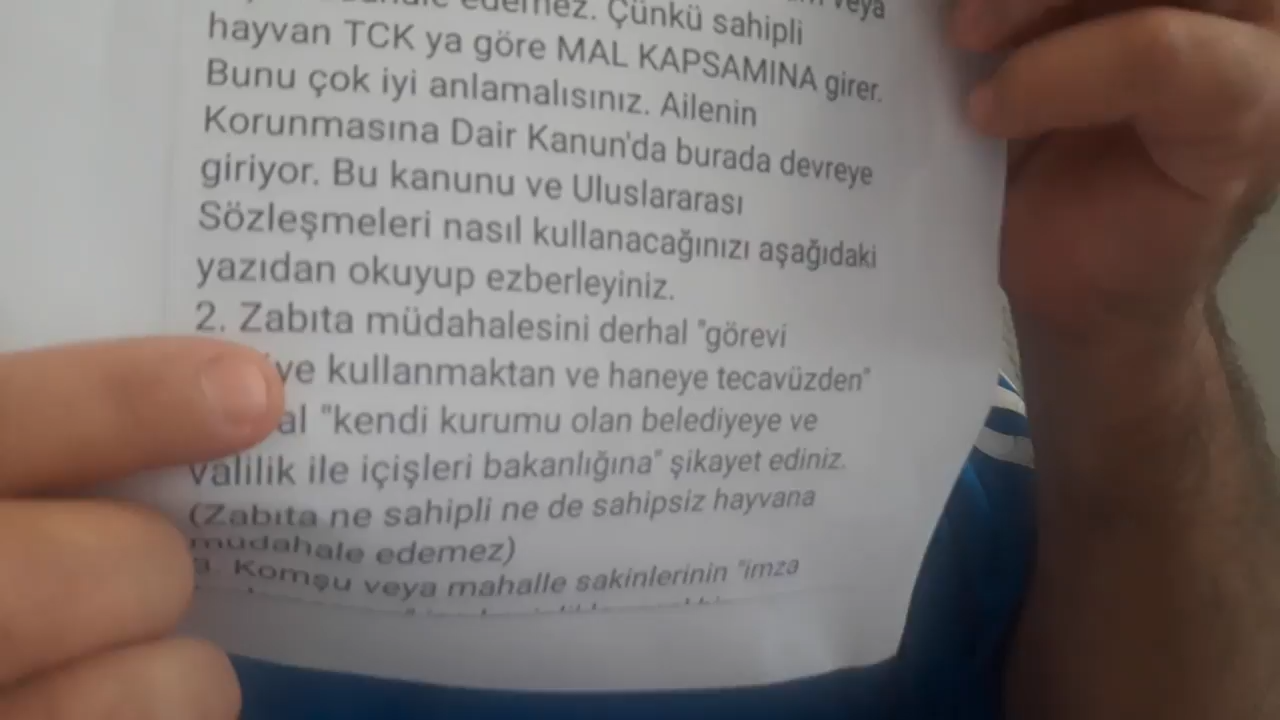 edemez. Çünkü sahipli
hayvan TCK ya göre MAL KAPSAMINA girer.
Bunu çok iyi anlamalısınız. Ailenin
Korunmasına Dair Kanun'da burada devreye
giriyor. Bu kanunu ve Uluslararası
Sözleşmeleri nasıl kullanacağınızı aşağıdaki
yazıdan okuyup ezberleyiniz.
2. Zabıta müdahalesini derhal "görevi
kullanmaktan ve haneye tecavüzden"
"kendi kurumu olan belediyeye ve
valilik ile içişleri bakanlığına" şikayet ediniz.
(Zabıta ne sahipli ne de sahipsiz hayvana
müdahale edemez)
3. Komşu veya mahalle sakinlerinin "imza